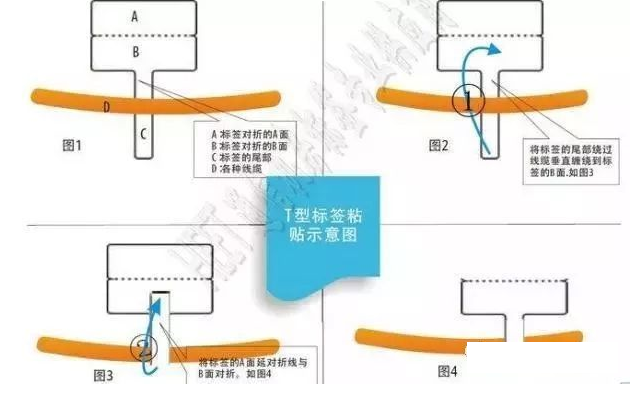 A
B
D
C
图1
A:标签对折的A面
B:标签对折的B面
C:标签的尾部
D:各种线缆
①
图2
将标签的尾部绕过
线缆垂直缠绕到标
签的B面.如图3
T型标签粘
贴示意图
②
图3
将标签的A面延对折线与
B面对折，如图4
图4